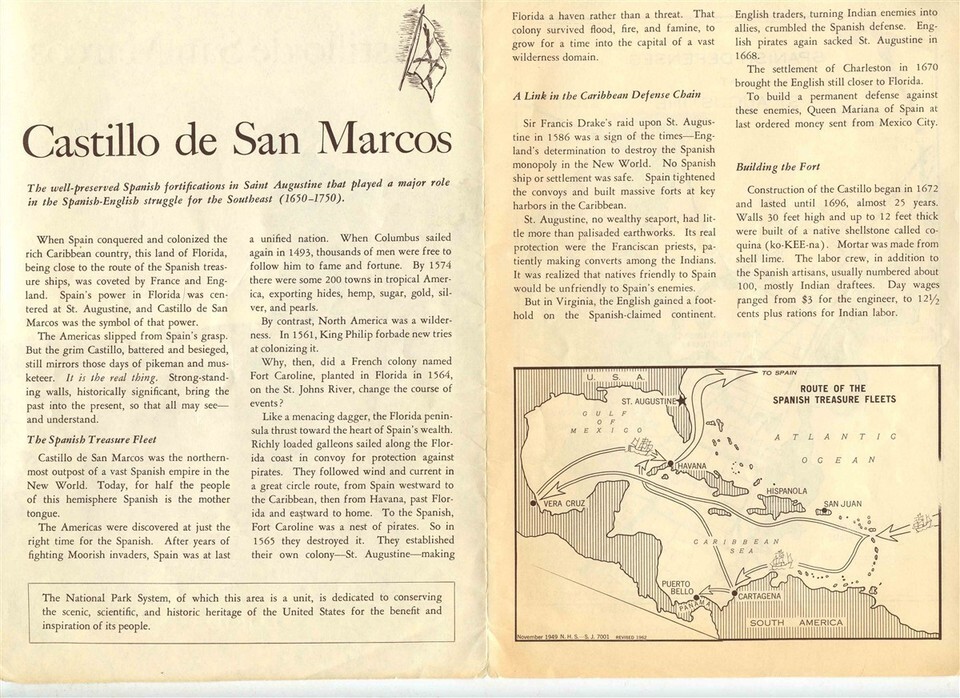 Castillo de San Marcos
The well-preserved Spanish fortifications in Saint Augustine that played a major role
in the Spanish-English struggle for the Southeast (1650-1750).
When Spain conquered and colonized the
rich Caribbean country, this land of Florida,
being close to the route of the Spanish treas-
ure ships, was coveted by France and Eng-
land. Spain's power in Florida was cen-
tered at St. Augustine, and Castillo de San
Marcos was the symbol of that power.
The Americas slipped from Spain's grasp.
But the grim Castillo, battered and besieged,
still mirrors those days of pikeman and mus-
keteer. It is the real thing. Strong-stand-
ing walls, historically significant, bring the
past into the present, so that all may see—
and understand.
The Spanish Treasure Fleet
Castillo de San Marcos was the northern-
most outpost of a vast Spanish empire in the
New World. Today, for half the people
of this hemisphere Spanish is the mother
tongue.
The Americas were discovered at just the
right time for the Spanish. After years of
fighting Moorish invaders, Spain was at last
a unified nation. When Columbus sailed
again in 1493, thousands of men were free to
follow him to fame and fortune. By 1574
there were some 200 towns in tropical Amer-
ica, exporting hides, hemp, sugar, gold, sil-
ver, and pearls.
By contrast, North America was a wilder-
ness. In 1561, King Philip forbade new tries
at colonizing it.
Why, then, did a French colony named
Fort Caroline, planted in Florida in 1564,
on the St. Johns River, change the course of
events?
Like a menacing dagger, the Florida penin-
sula thrust toward the heart of Spain's wealth.
Richly loaded galleons sailed along the Flor-
ida coast in convoy for protection against
pirates. They followed wind and current in
a great circle route, from Spain westward to
the Caribbean, then from Havana, past Flor-
ida and eastward to home. To the Spanish,
Fort Caroline was a nest of pirates. So in
1565 they destroyed it. They established
their own colony—St. Augustine—making
The National Park System, of which this area is a unit, is dedicated to conserving
the scenic, scientific, and historic heritage of the United States for the benefit and
inspiration of its people.
Florida a haven rather than a threat. That
colony survived flood, fire, and famine, to
grow for a time into the capital of a vast
wilderness domain.
A Link in the Caribbean Defense Chain
Sir Francis Drake's raid upon St. Augus-
tine in 1586 was a sign of the times—Eng-
land's determination to destroy the Spanish
monopoly in the New World. No Spanish
ship or settlement was safe. Spain tightened
the convoys and built massive forts at key
harbors in the Caribbean.
St. Augustine, no wealthy seaport, had lit-
tle more than palisaded earthworks. Its real
protection were the Franciscan priests, pa-
tiently making converts among the Indians.
It was realized that natives friendly to Spain
would be unfriendly to Spain's enemies.
But in Virginia, the English gained a foot-
hold on the Spanish-claimed continent.
English traders, turning Indian enemies into
allies, crumbled the Spanish defense. Eng-
lish pirates again sacked St. Augustine in
1668.
The settlement of Charleston in 1670
brought the English still closer to Florida.
To build a permanent defense against
these enemies, Queen Mariana of Spain at
last ordered money sent from Mexico City.
Building the Fort
Construction of the Castillo began in 1672
and lasted until 1696, almost 25 years.
Walls 30 feet high and up to 12 feet thick
were built of a native shellstone called co-
quina (ko-KEE-na). Mortar was made from
shell lime. The labor crew, in addition to
the Spanish artisans, usually numbered about
100, mostly Indian draftees. Day wages
ranged from $3 for the engineer, to 12½
cents plus rations for Indian labor.
U. S. A.
TO SPAIN
ROUTE OF THE
SPANISH TREASURE FLEETS
ST. AUGUSTINE
GULF
OF
MEXICO
ATLANTIC
OCEAN
HAVANA
VERA CRUZ
HISPANOLA
SAN JUAN
CARIBBEAN
SEA
PUERTO
BELLO
PANAMA
CARTAGENA
SOUTH AMERICA
November 1949 N. H. S. - S. J. 7001 REVISED 1962